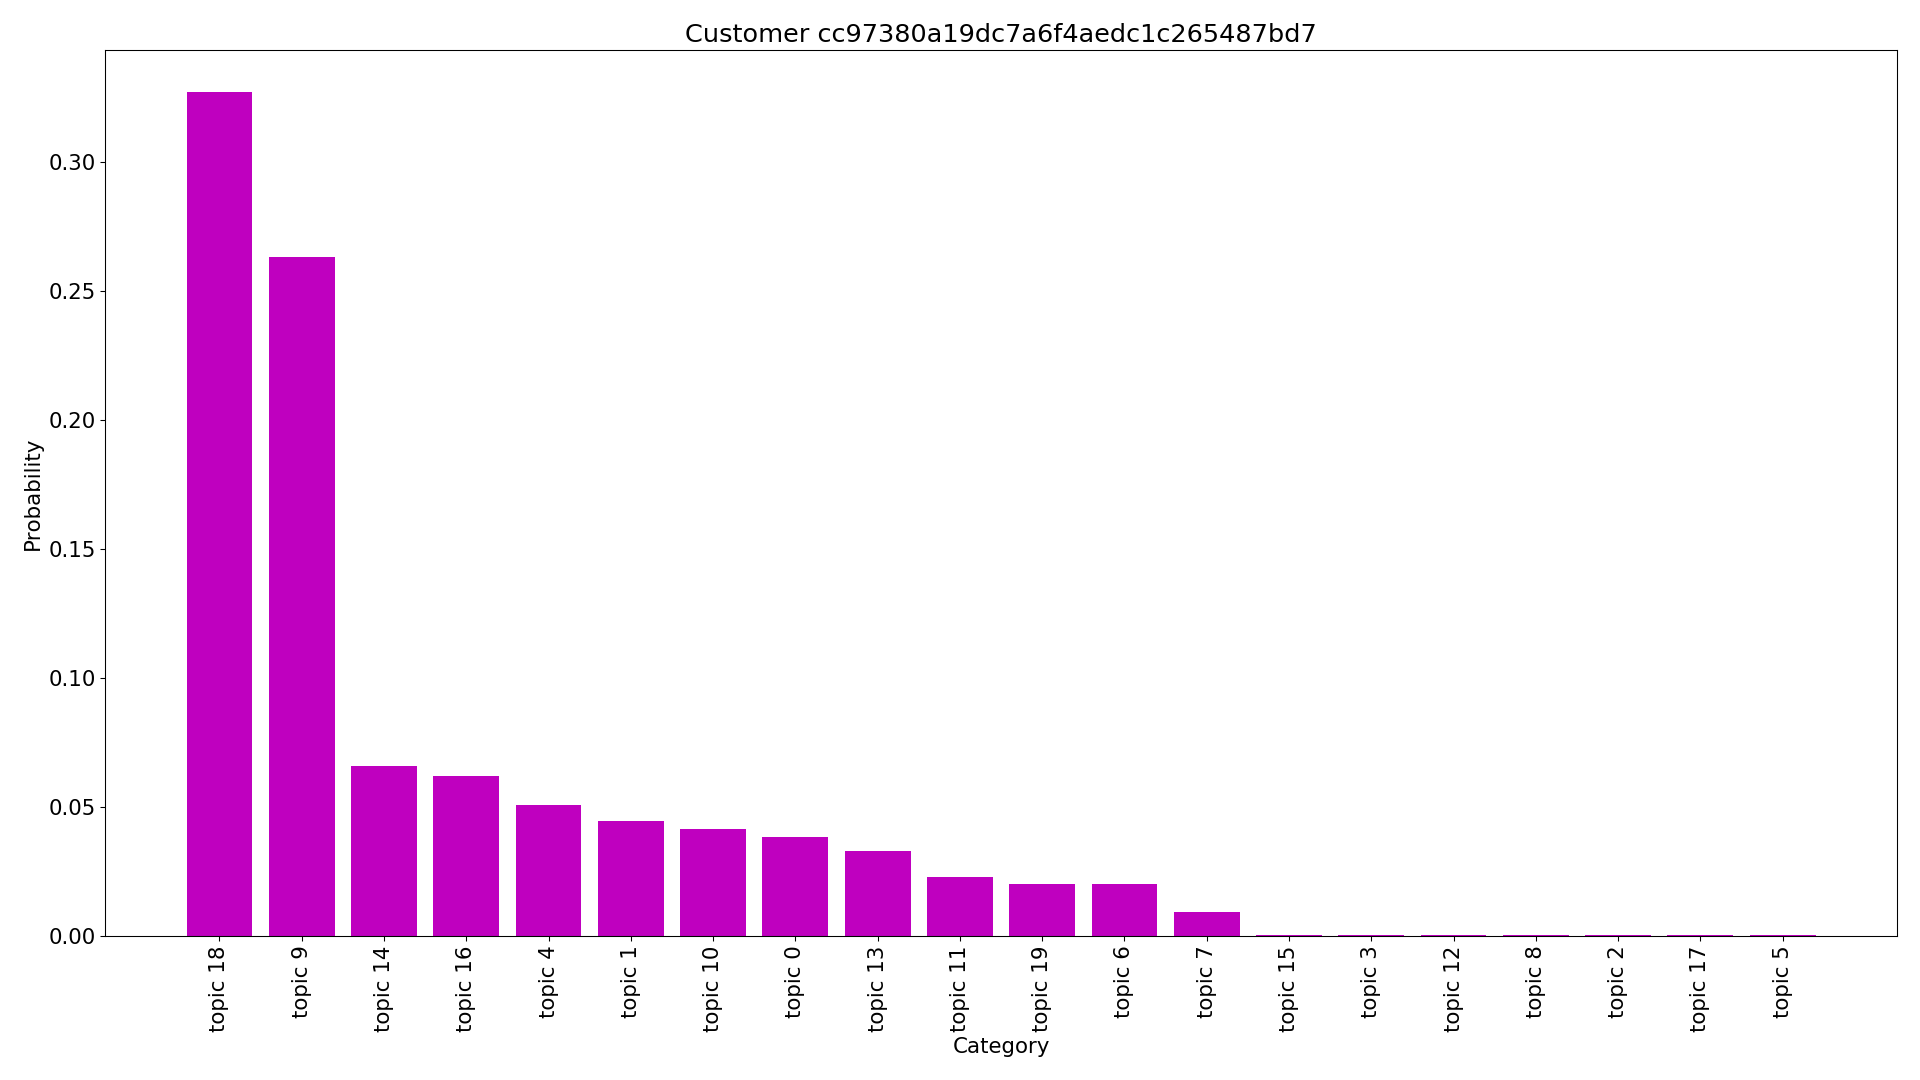 Customer cc97380a19dc7a6f4aedc1c265487bd7
Probability
0.30
0.25
0.20
0.15
0.10
0.05
0.00
topic 18
topic 9
topic 14
topic 16
topic 4
topic 1
topic 10
topic 0
topic 13
topic 11
topic 19
topic 6
topic 7
topic 15
topic 3
topic 12
topic 8
topic 2
topic 17
topic 5
Category